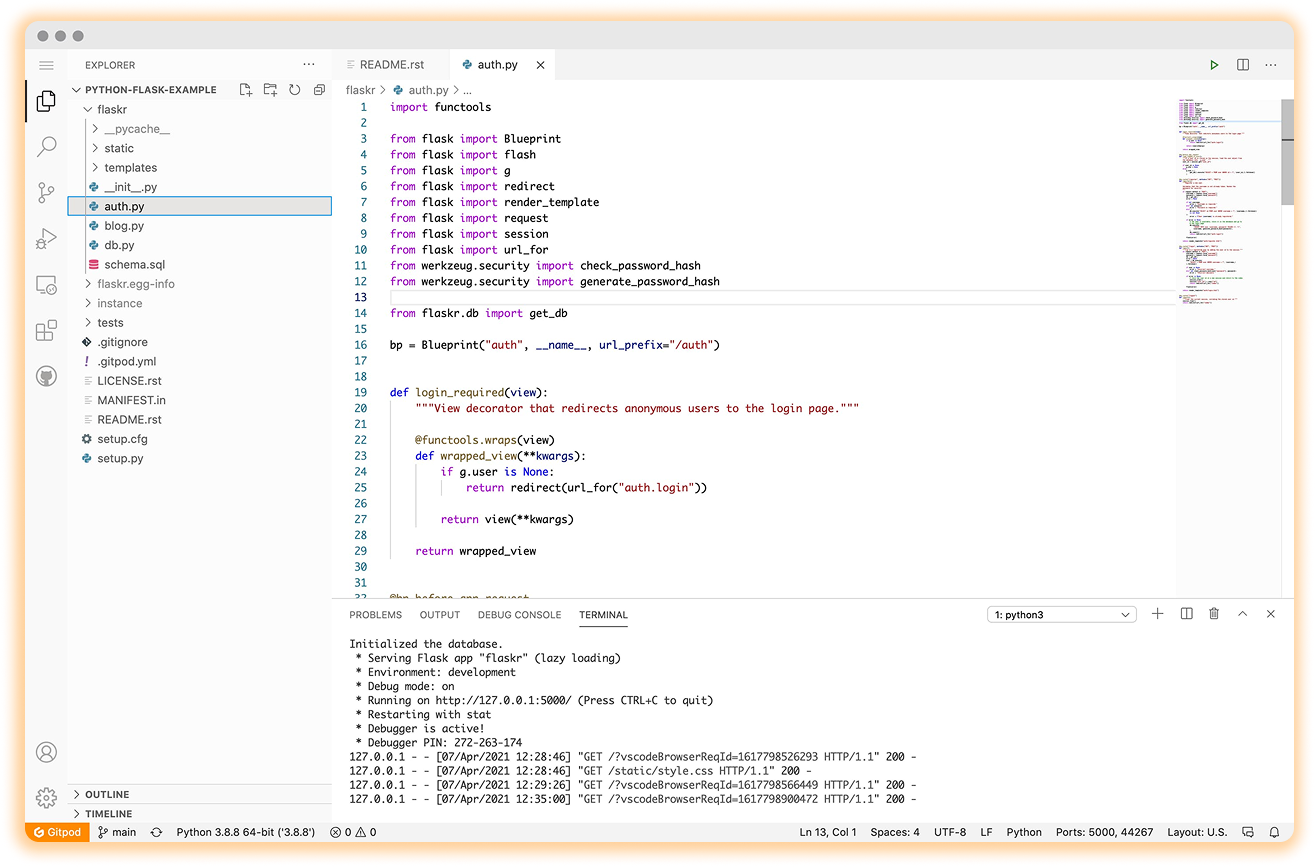 EXPLORER
PYTHON-FLASK-EXAMPLE
flaskr
__pycache__
static
templates
__init__.py
auth.py
blog.py
db.py
schema.sql
flaskr.egg-info
instance
tests
.gitignore
.gitpod.yml
LICENSE.rst
MANIFEST.in
README.rst
setup.cfg
setup.py
OUTLINE
TIMELINE
README.rst auth.py
flaskr > auth.py > ...
1 import functools
2
3 from flask import Blueprint
4 from flask import flash
5 from flask import g
6 from flask import redirect
7 from flask import render_template
8 from flask import request
9 from flask import session
10 from flask import url_for
11 from werkzeug.security import check_password_hash
12 from werkzeug.security import generate_password_hash
13
14 from flaskr.db import get_db
15
16 bp = Blueprint("auth", __name__, url_prefix="/auth")
17
18
19 def login_required(view):
20     """View decorator that redirects anonymous users to the login page."""
21
22     @functools.wraps(view)
23     def wrapped_view(**kwargs):
24         if g.user is None:
25             return redirect(url_for("auth.login"))
26
27         return view(**kwargs)
28
29     return wrapped_view
30
31
32 @bp.before_app_request
PROBLEMS OUTPUT DEBUG CONSOLE TERMINAL 1: python3
Initialized the database.
 * Serving Flask app "flaskr" (lazy loading)
 * Environment: development
 * Debug mode: on
 * Running on http://127.0.0.1:5000/ (Press CTRL+C to quit)
 * Restarting with stat
 * Debugger is active!
 * Debugger PIN: 272-263-174
127.0.0.1 - - [07/Apr/2021 12:28:46] "GET /?vscodeBrowserReqId=1617798526293 HTTP/1.1" 200 -
127.0.0.1 - - [07/Apr/2021 12:28:46] "GET /static/style.css HTTP/1.1" 200 -
127.0.0.1 - - [07/Apr/2021 12:29:26] "GET /?vscodeBrowserReqId=1617798566449 HTTP/1.1" 200 -
127.0.0.1 - - [07/Apr/2021 12:35:00] "GET /?vscodeBrowserReqId=1617798900472 HTTP/1.1" 200 -
Gitpod main Python 3.8.8 64-bit ('3.8.8') 0 0 Ln 13, Col 1 Spaces: 4 UTF-8 LF Python Ports: 5000, 44267 Layout: U.S.